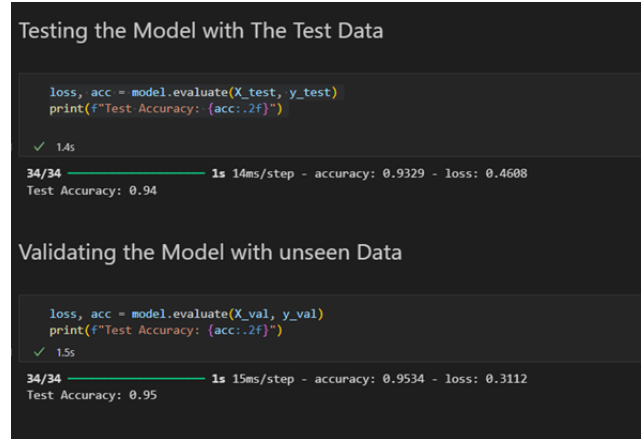 Testing the Model with The Test Data
loss, acc = model.evaluate(X_test, y_test)
print(f"Test Accuracy: {acc:.2f}")
✓ 1.4s
34/34 ━━━━━━━━━━━━━━━━━━━━ 1s 14ms/step - accuracy: 0.9329 - loss: 0.4608
Test Accuracy: 0.94
Validating the Model with unseen Data
loss, acc = model.evaluate(X_val, y_val)
print(f"Test Accuracy: {acc:.2f}")
✓ 1.5s
34/34 ━━━━━━━━━━━━━━━━━━━━ 1s 15ms/step - accuracy: 0.9534 - loss: 0.3112
Test Accuracy: 0.95